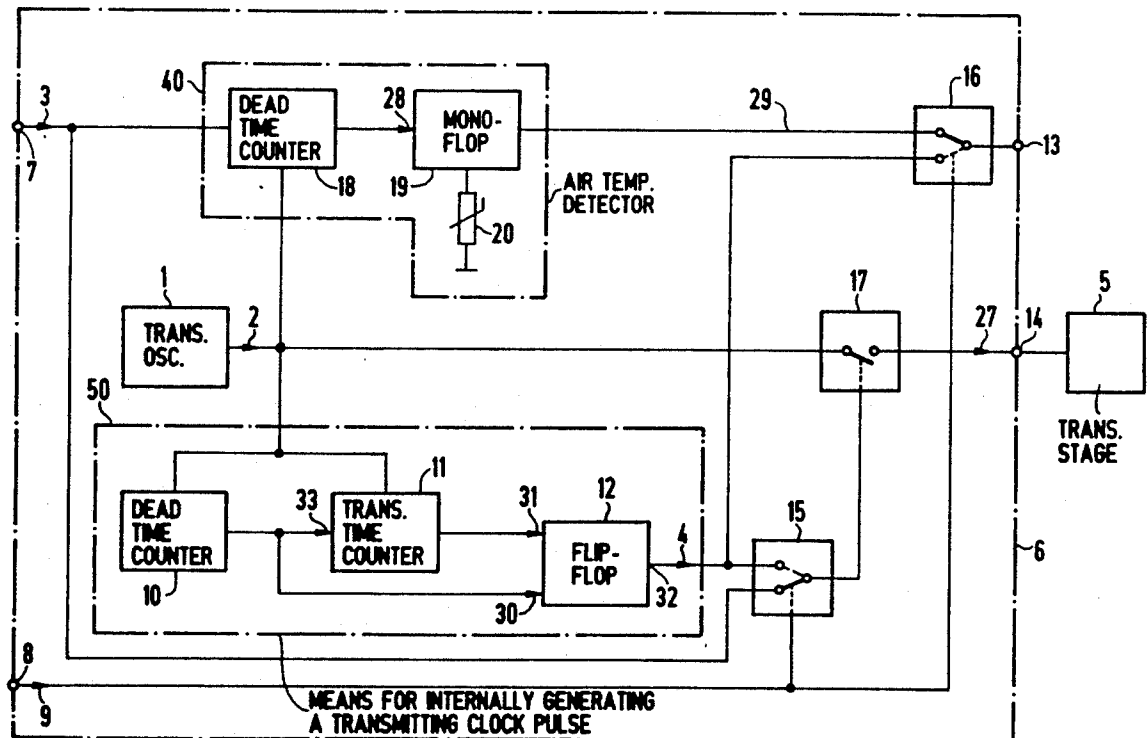 40
3
7
DEAD
TIME
COUNTER
18
28
MONO-
FLOP
19
20
AIR TEMP.
DETECTOR
29
16
13
1
TRANS.
OSC.
2
17
27
14
5
TRANS.
STAGE
50
DEAD
TIME
COUNTER
10
33
11
TRANS.
TIME
COUNTER
31
30
12
FLIP-
FLOP
32
4
15
6
8
9
MEANS FOR INTERNALLY GENERATING
A TRANSMITTING CLOCK PULSE